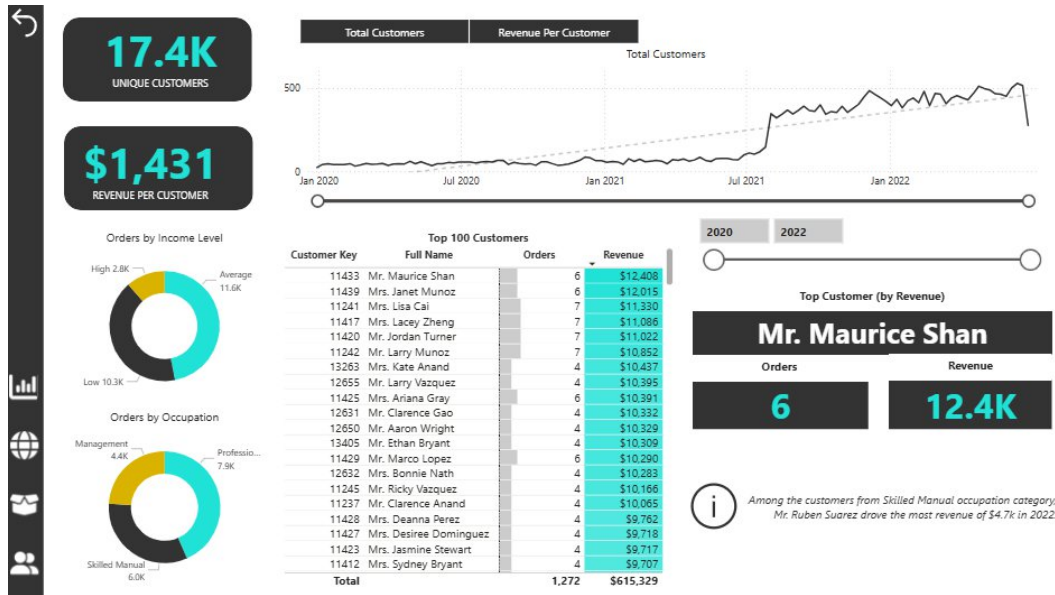 17.4K
UNIQUE CUSTOMERS
$1,431
REVENUE PER CUSTOMER
Total Customers
Revenue Per Customer
Total Customers
500
0
Jan 2020
Jul 2020
Jan 2021
Jul 2021
Jan 2022
Orders by Income Level
High 2.8K
Average
11.6K
Low 10.3K
Orders by Occupation
Management
4.4K
Professio...
7.9K
Skilled Manual
6.0K
Top 100 Customers
Customer Key Full Name Orders Revenue
11433 Mr. Maurice Shan 6 $12,408
11439 Mrs. Janet Munoz 6 $12,015
11241 Mrs. Lisa Cai 7 $11,330
11417 Mrs. Lacey Zheng 7 $11,086
11420 Mr. Jordan Turner 7 $11,022
11242 Mr. Larry Munoz 7 $10,852
13263 Mrs. Kate Anand 4 $10,437
12655 Mr. Larry Vazquez 4 $10,395
11425 Mrs. Ariana Gray 6 $10,391
12631 Mr. Clarence Gao 4 $10,332
12650 Mr. Aaron Wright 4 $10,329
13405 Mr. Ethan Bryant 4 $10,309
11429 Mr. Marco Lopez 6 $10,290
12632 Mrs. Bonnie Nath 4 $10,283
11245 Mr. Ricky Vazquez 4 $10,166
11237 Mr. Clarence Anand 4 $10,065
11428 Mrs. Deanna Perez 4 $9,762
11427 Mrs. Desiree Dominguez 4 $9,718
11423 Mrs. Jasmine Stewart 4 $9,717
11412 Mrs. Sydney Bryant 4 $9,707
Total 1,272 $615,329
2020
2022
Top Customer (by Revenue)
Mr. Maurice Shan
Orders
Revenue
6
12.4K
i
Among the customers from Skilled Manual occupation category,
Mr. Ruben Suarez drove the most revenue of $4.7k in 2022